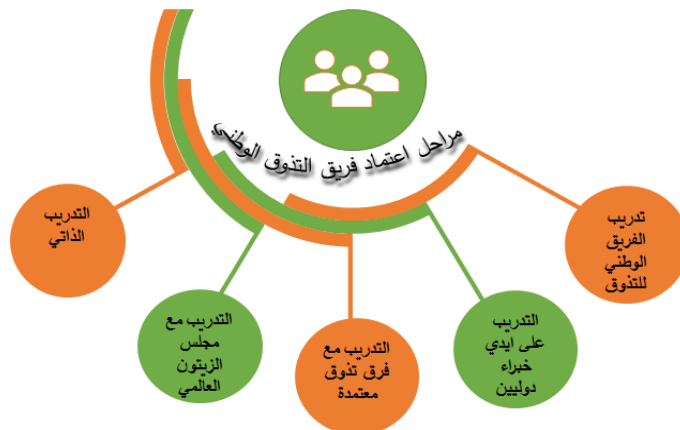 مراحل اعتماد فريق التذوق الوطني
تدريب
الفريق
الوطني
للتذوق
التدريب
على ايدي
خبراء
دوليين
التدريب مع
فرق تذوق
معتمدة
التدريب مع
مجلس
الزيتون
العالمي
التدريب
الذاتي